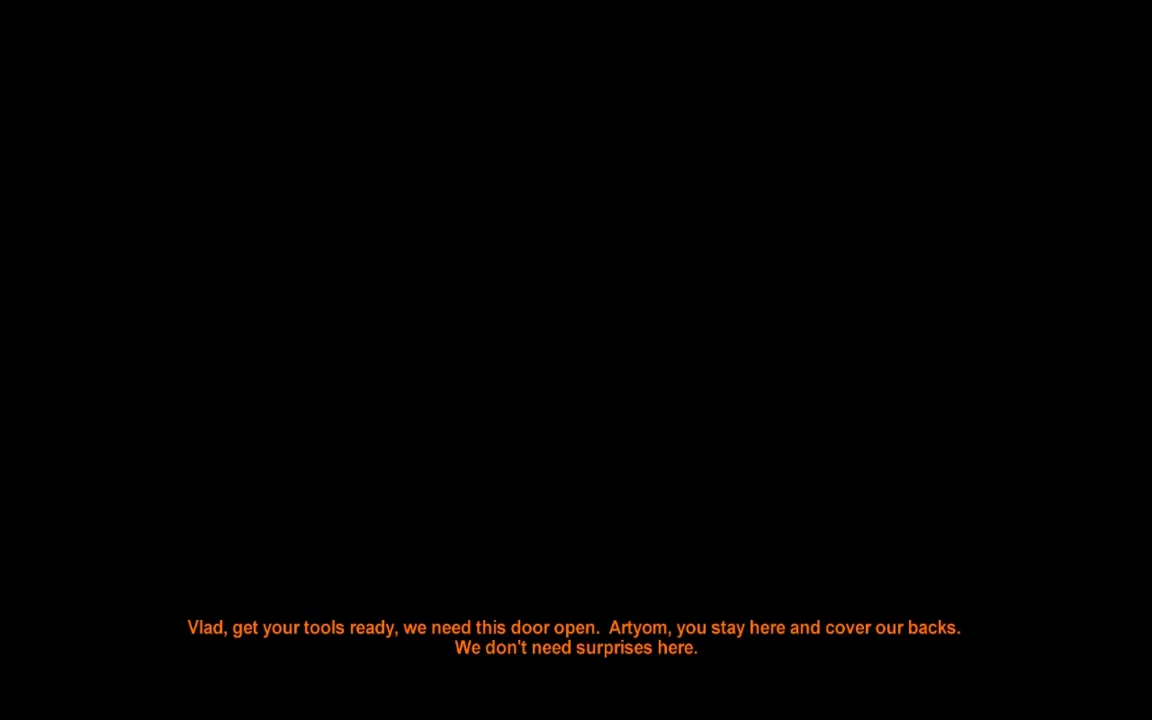 Vlad, get your tools ready, we need this door open.  Artyom, you stay here and cover our backs.
We don't need surprises here.